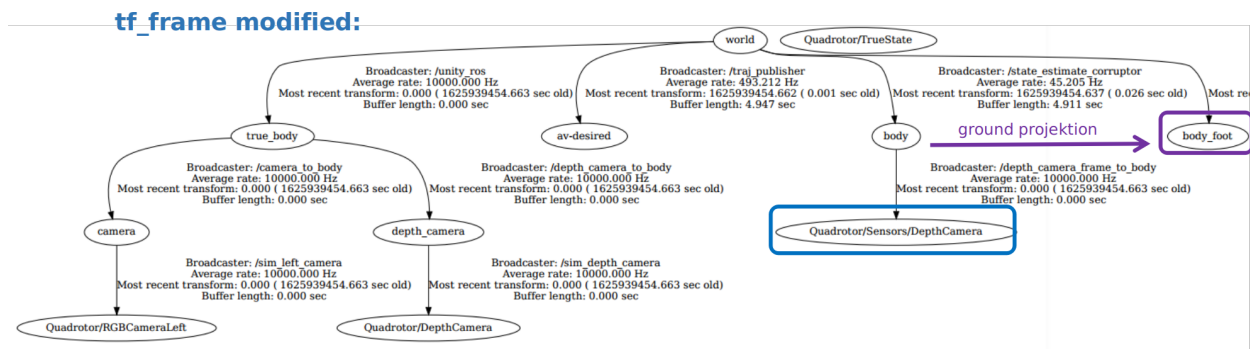 tf_frame modified:
world
Quadrotor/TrueState
Broadcaster: /unity_ros
Average rate: 10000.000 Hz
Most recent transform: 0.000 ( 1625939454.663 sec old)
Buffer length: 0.000 sec
Broadcaster: /traj_publisher
Average rate: 493.212 Hz
Most recent transform: 1625939454.662 ( 0.001 sec old)
Buffer length: 4.947 sec
Broadcaster: /state_estimate_corruptor
Average rate: 45.205 Hz
Most recent transform: 1625939454.637 ( 0.026 sec old)
Buffer length: 4.911 sec
Most re
true_body
av-desired
body
ground projektion
body_foot
Broadcaster: /camera_to_body
Average rate: 10000.000 Hz
Most recent transform: 0.000 ( 1625939454.663 sec old)
Buffer length: 0.000 sec
Broadcaster: /depth_camera_to_body
Average rate: 10000.000 Hz
Most recent transform: 0.000 ( 1625939454.663 sec old)
Buffer length: 0.000 sec
Broadcaster: /depth_camera_frame_to_body
Average rate: 10000.000 Hz
Most recent transform: 0.000 ( 1625939454.663 sec old)
Buffer length: 0.000 sec
camera
depth_camera
Quadrotor/Sensors/DepthCamera
Broadcaster: /sim_left_camera
Average rate: 10000.000 Hz
Most recent transform: 0.000 ( 1625939454.663 sec old)
Buffer length: 0.000 sec
Broadcaster: /sim_depth_camera
Average rate: 10000.000 Hz
Most recent transform: 0.000 ( 1625939454.663 sec old)
Buffer length: 0.000 sec
Quadrotor/RGBCameraLeft
Quadrotor/DepthCamera